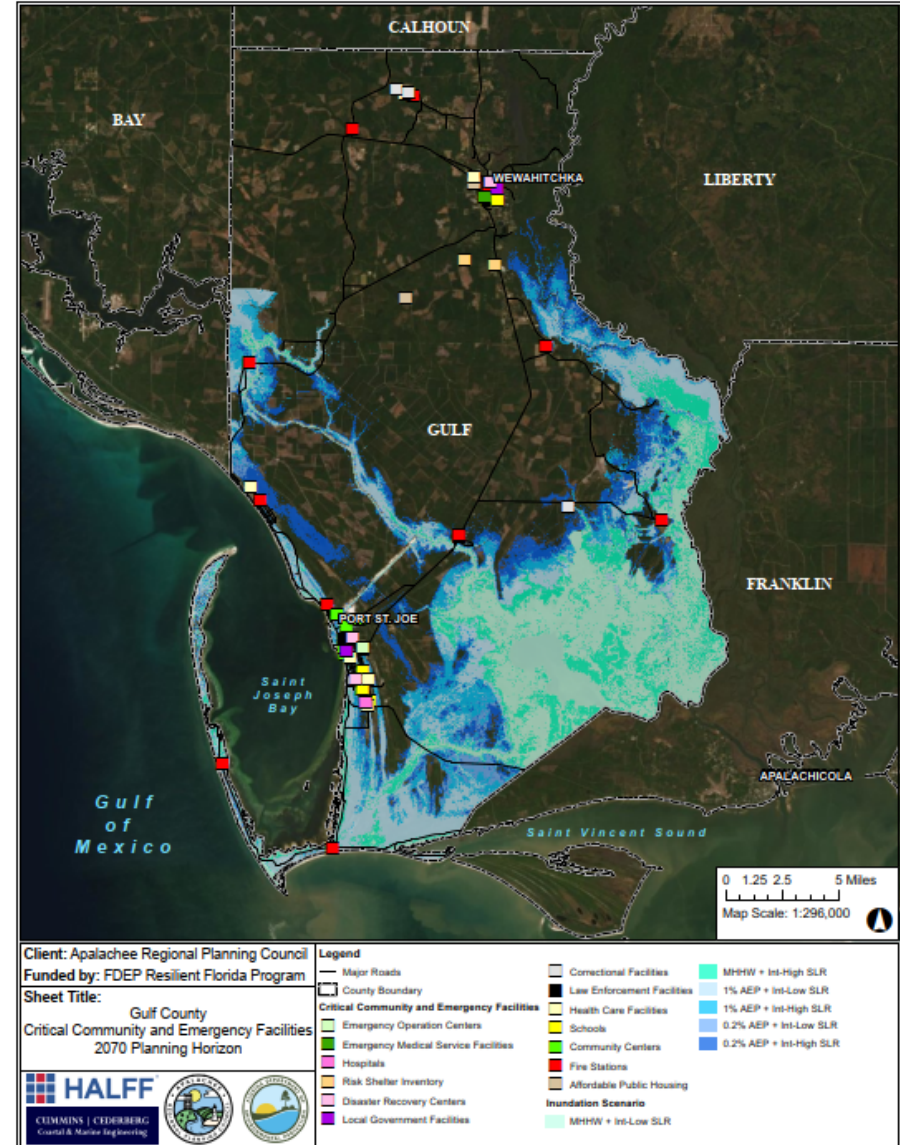 CALHOUN
BAY
WEWAHITCHKA
LIBERTY
GULF
FRANKLIN
PORT ST. JOE
Saint
Joseph
Bay
APALACHICOLA
Gulf
of
Mexico
Saint Vincent Sound
0 1.25 2.5 5 Miles
Map Scale: 1:296,000
Client: Apalachee Regional Planning Council
Funded by: FDEP Resilient Florida Program
Sheet Title:
Gulf County
Critical Community and Emergency Facilities
2070 Planning Horizon
HALFF
CUMMINS | CEDERBERG
Coastal & Marine Engineering
Legend
Major Roads
County Boundary
Critical Community and Emergency Facilities
Emergency Operation Centers
Emergency Medical Service Facilities
Hospitals
Risk Shelter Inventory
Disaster Recovery Centers
Local Government Facilities
Correctional Facilities
Law Enforcement Facilities
Health Care Facilities
Schools
Community Centers
Fire Stations
Affordable Public Housing
Inundation Scenario
MHHW + Int-Low SLR
MHHW + Int-High SLR
1% AEP + Int-Low SLR
1% AEP + Int-High SLR
0.2% AEP + Int-Low SLR
0.2% AEP + Int-High SLR